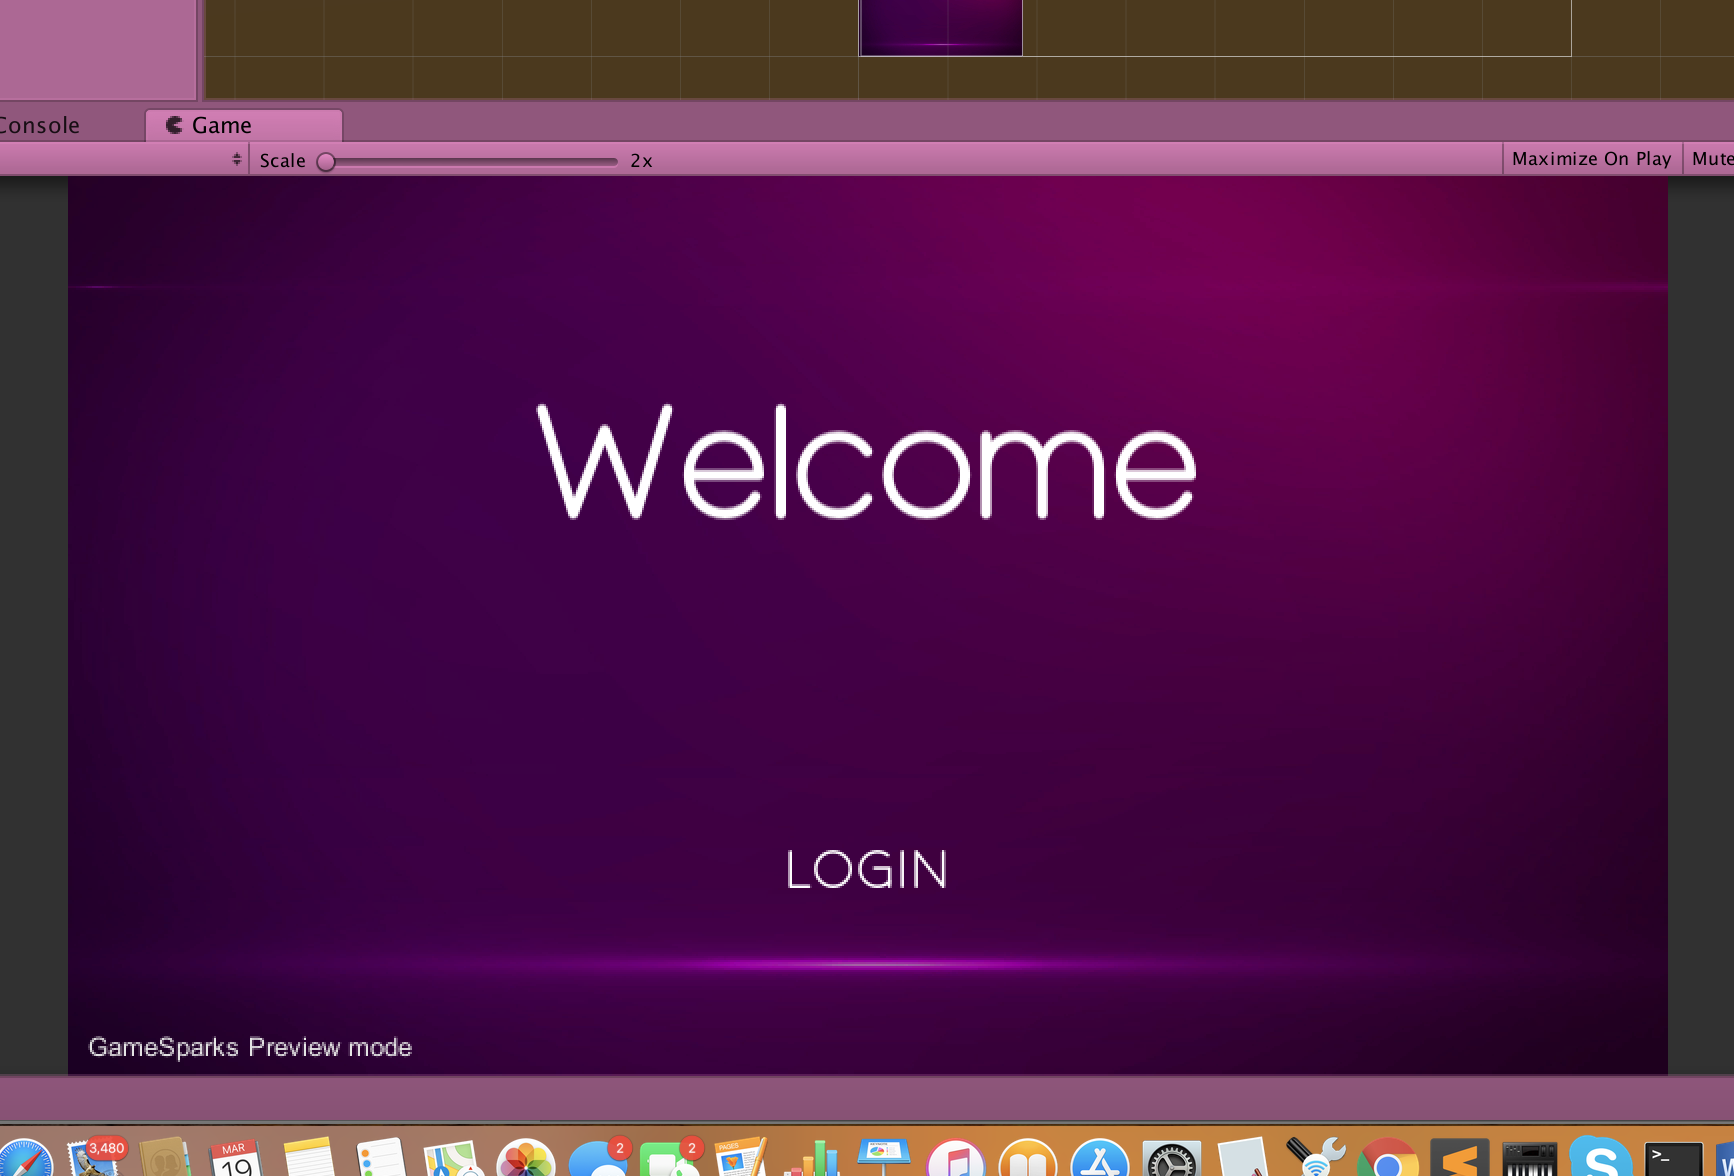 Console
Game
Scale 2x Maximize On Play Mute
Welcome
LOGIN
GameSparks Preview mode
3,480
MAR
19
2
2
PAGES
S
>_